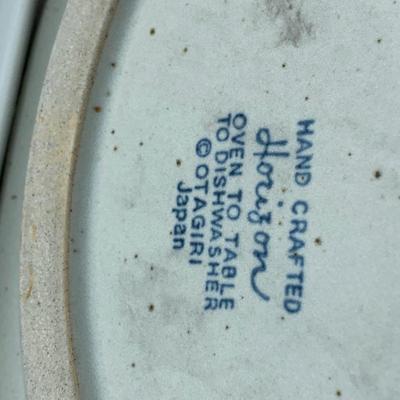 HAND CRAFTED
Horizon
OVEN TO TABLE
TO DISHWASHER
© OTAGIRI
Japan